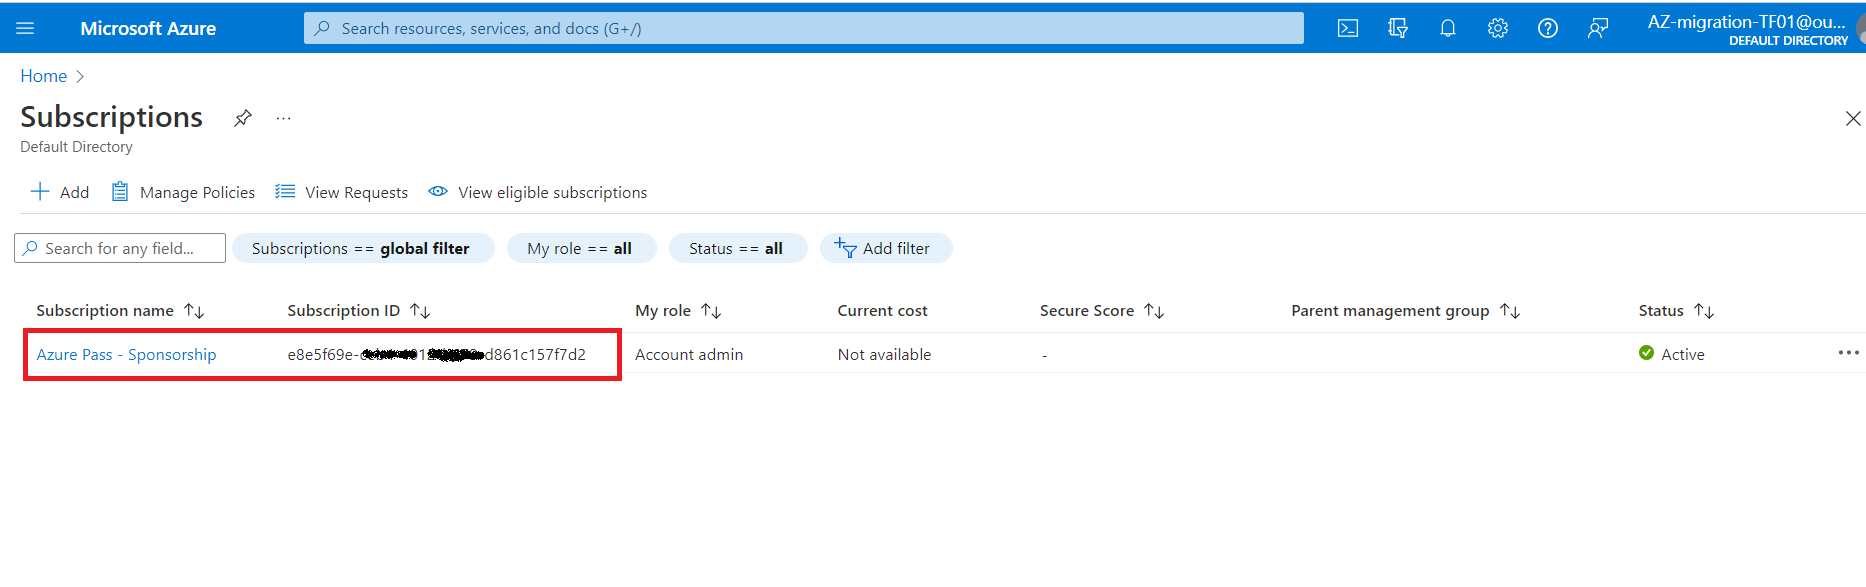 Microsoft Azure
Search resources, services, and docs (G+/)
AZ-migration-TF01@ou...
DEFAULT DIRECTORY
Home
Subscriptions
Default Directory
Add Manage Policies View Requests View eligible subscriptions
Search for any field... Subscriptions == global filter My role == all Status == all Add filter
Subscription name Subscription ID My role Current cost Secure Score Parent management group Status
Azure Pass - Sponsorship e8e5f69e- d861c157f7d2 Account admin Not available - Active